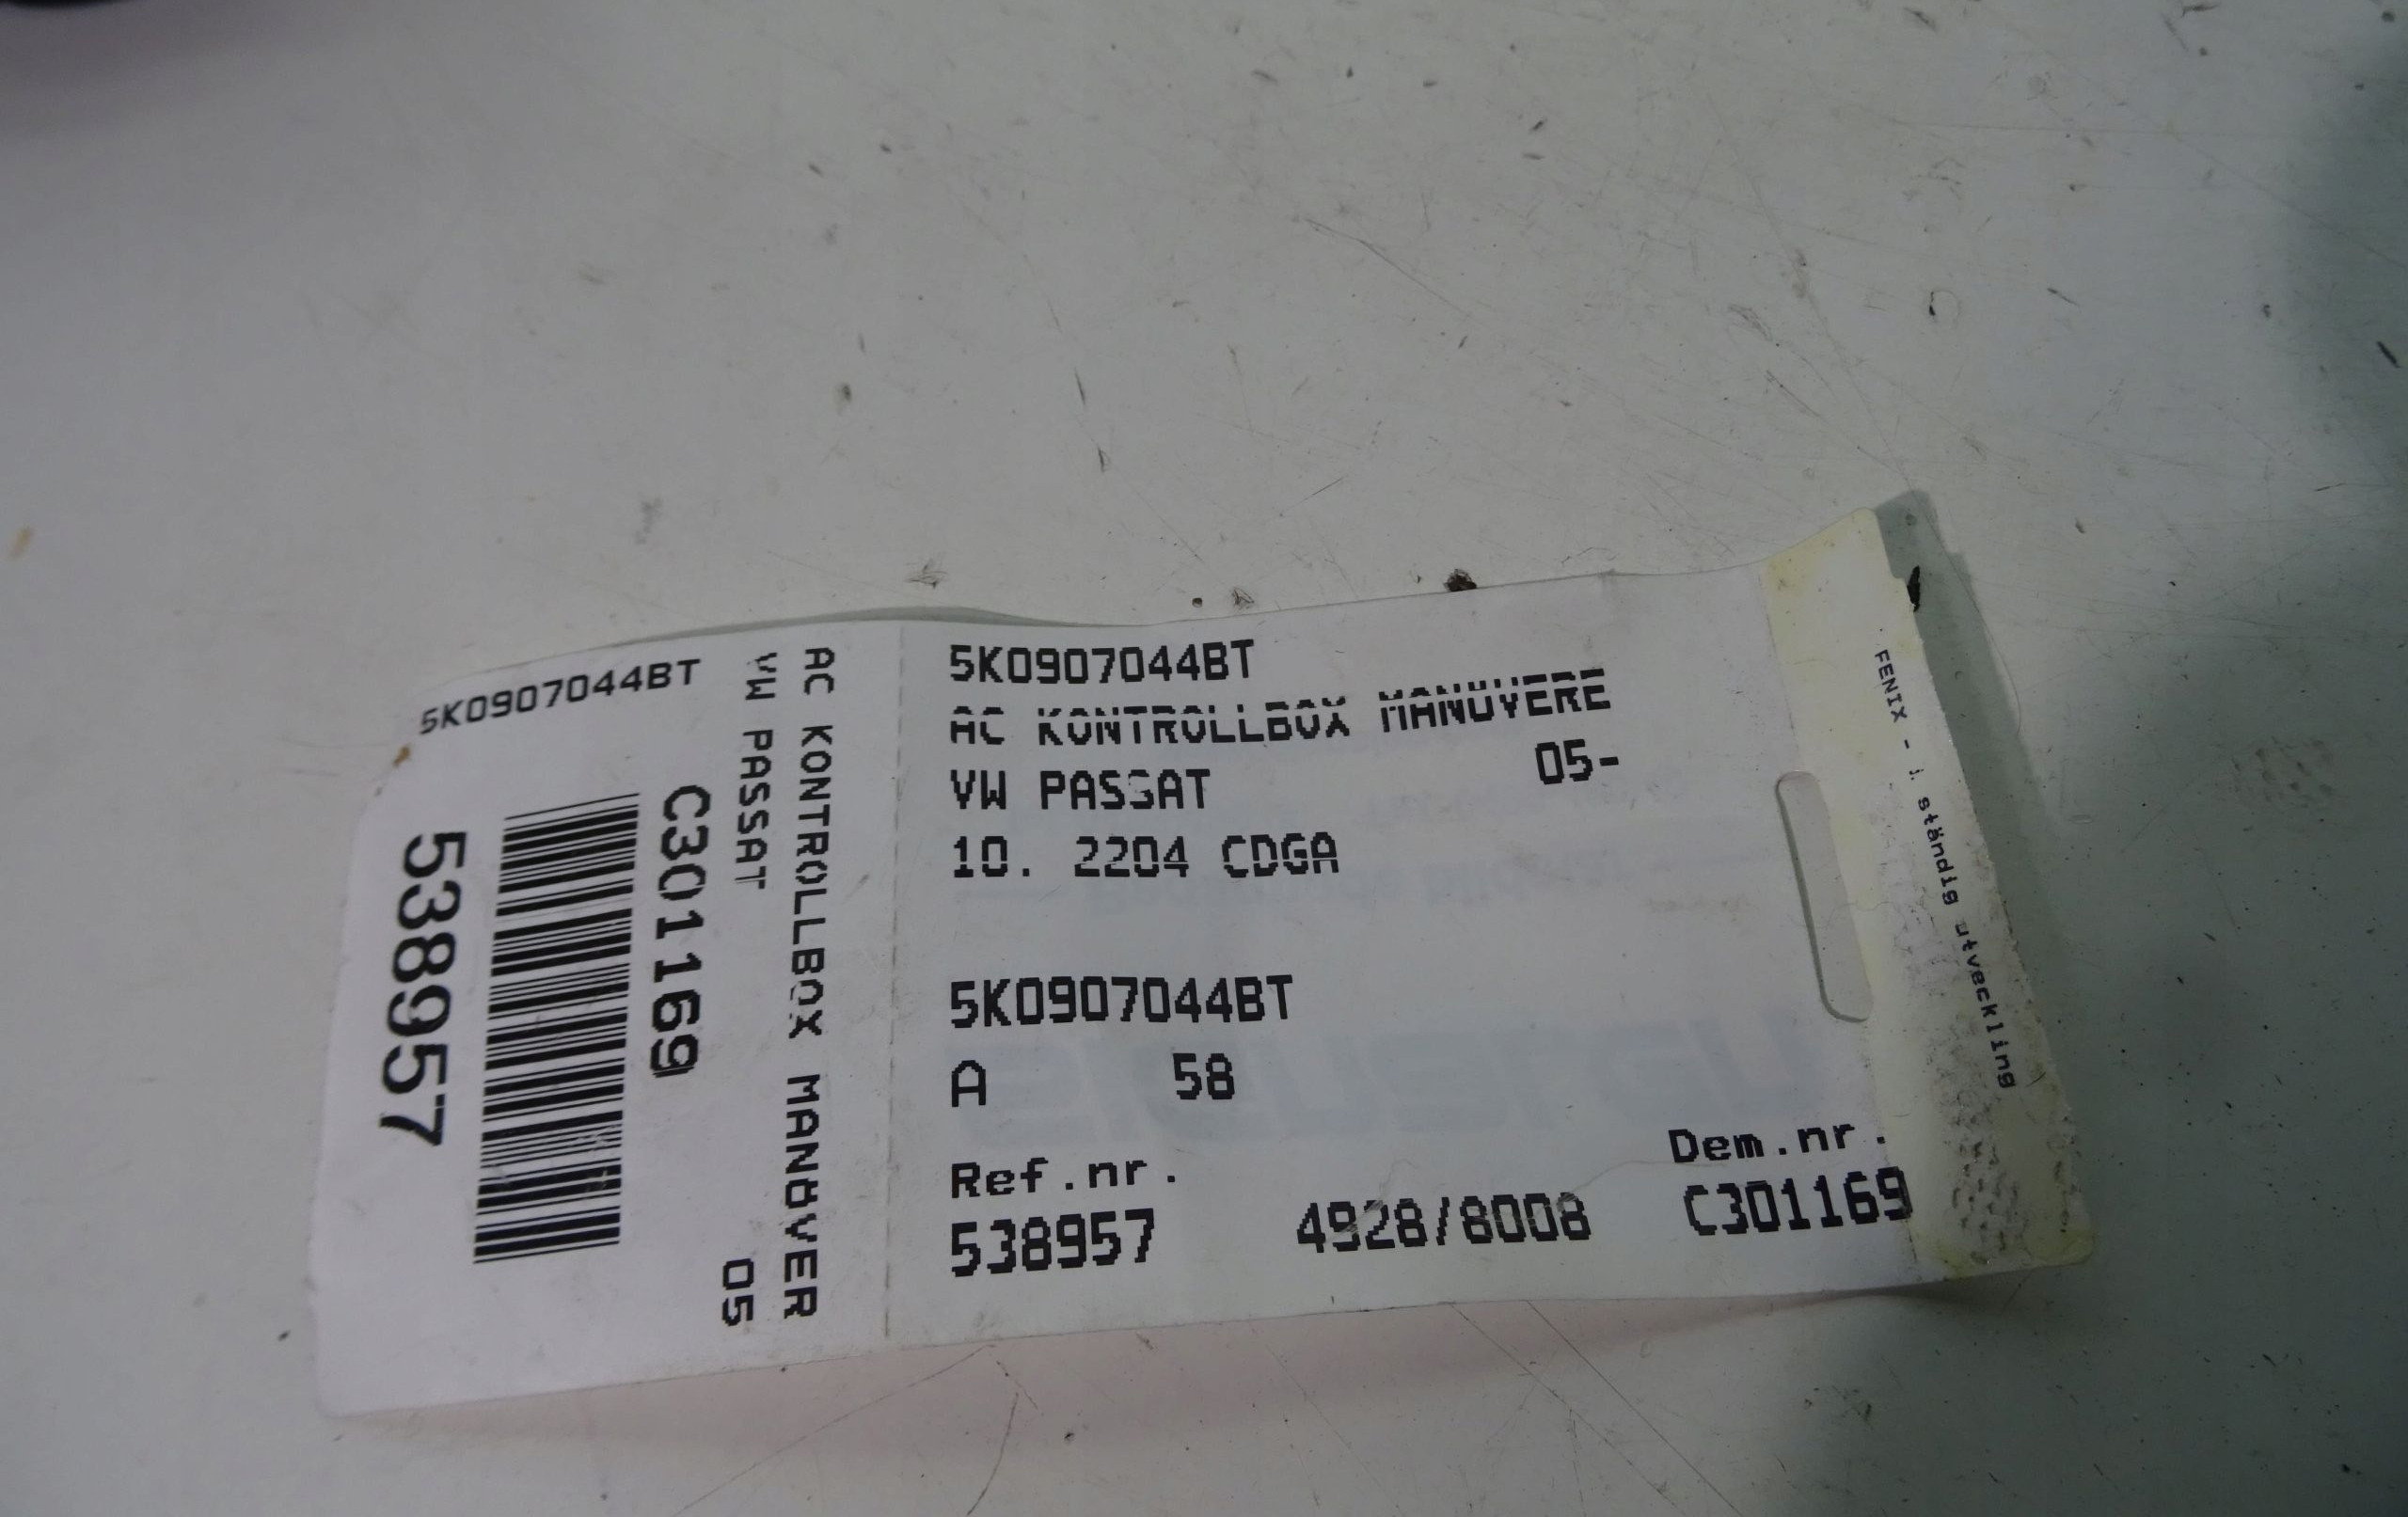 5K0907044BT
AC KONTROLLBOX MANÖVER
VW PASSAT 05
C301169
538957
5K0907044BT
AC KONTROLLBOX MANÖVERE
VW PASSAT 05-
10. 2204 CDGA
5K0907044BT
A 58
Ref.nr. Dem.nr.
538957 4928/8008 C301169
FENIX - i ständig utveckling